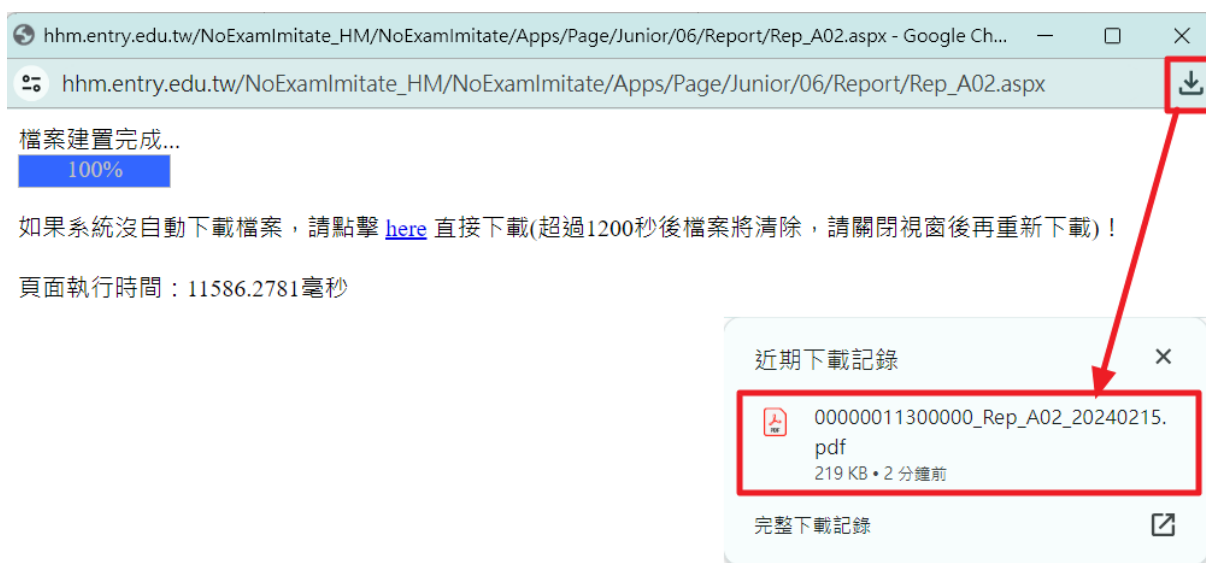 hhm.entry.edu.tw/NoExamImitate_HM/NoExamImitate/Apps/Page/Junior/06/Report/Rep_A02.aspx - Google Ch...
hhm.entry.edu.tw/NoExamImitate_HM/NoExamImitate/Apps/Page/Junior/06/Report/Rep_A02.aspx
檔案建置完成...
100%
如果系統沒自動下載檔案，請點擊 here 直接下載(超過1200秒後檔案將清除，請關閉視窗後再重新下載)！
頁面執行時間：11586.2781毫秒
近期下載記錄
00000011300000_Rep_A02_20240215.
pdf
219 KB • 2 分鐘前
完整下載記錄